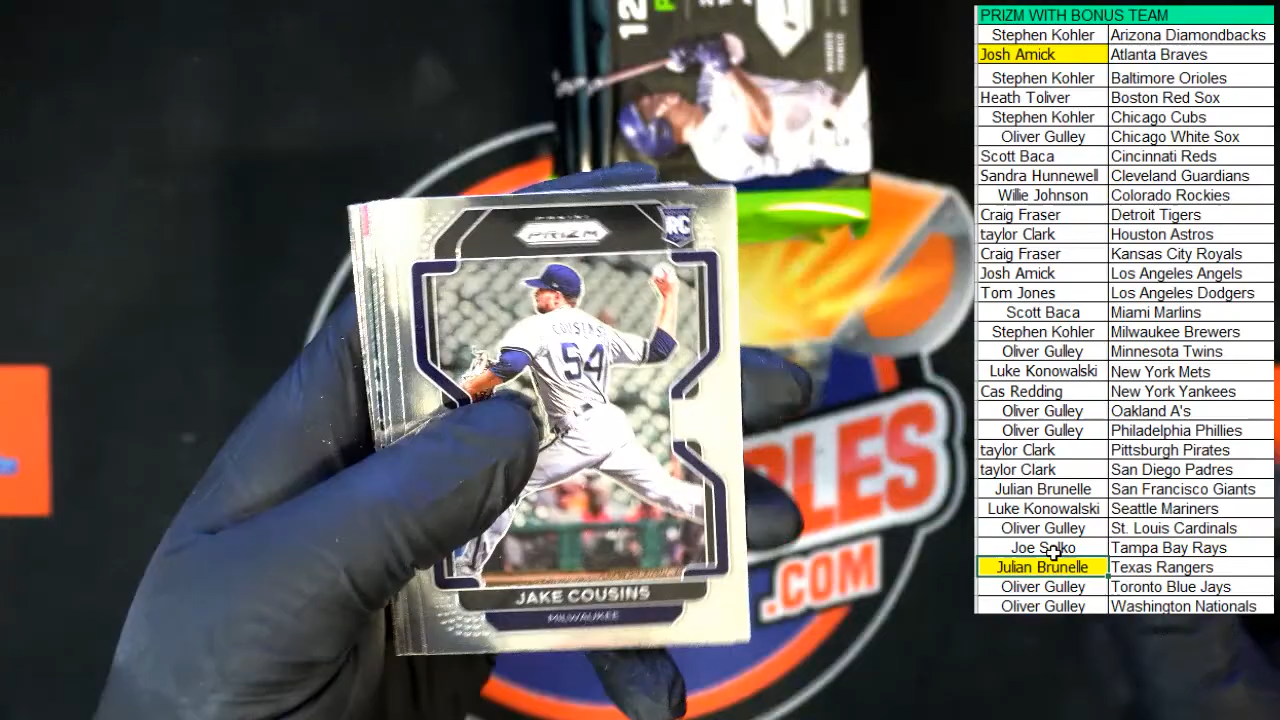 12
PANINI
PRIZM
RC
COUSINS
54
JAKE COUSINS
MILWAUKEE
BLES
.COM
PRIZM WITH BONUS TEAM
Stephen Kohler Arizona Diamondbacks
Josh Amick Atlanta Braves
Stephen Kohler Baltimore Orioles
Heath Toliver Boston Red Sox
Stephen Kohler Chicago Cubs
Oliver Gulley Chicago White Sox
Scott Baca Cincinnati Reds
Sandra Hunnewell Cleveland Guardians
Willie Johnson Colorado Rockies
Craig Fraser Detroit Tigers
taylor Clark Houston Astros
Craig Fraser Kansas City Royals
Josh Amick Los Angeles Angels
Tom Jones Los Angeles Dodgers
Scott Baca Miami Marlins
Stephen Kohler Milwaukee Brewers
Oliver Gulley Minnesota Twins
Luke Konowalski New York Mets
Cas Redding New York Yankees
Oliver Gulley Oakland A's
Oliver Gulley Philadelphia Phillies
taylor Clark Pittsburgh Pirates
taylor Clark San Diego Padres
Julian Brunelle San Francisco Giants
Luke Konowalski Seattle Mariners
Oliver Gulley St. Louis Cardinals
Joe Tampa Bay Rays
Julian Brunelle Texas Rangers
Oliver Gulley Toronto Blue Jays
Oliver Gulley Washington Nationals